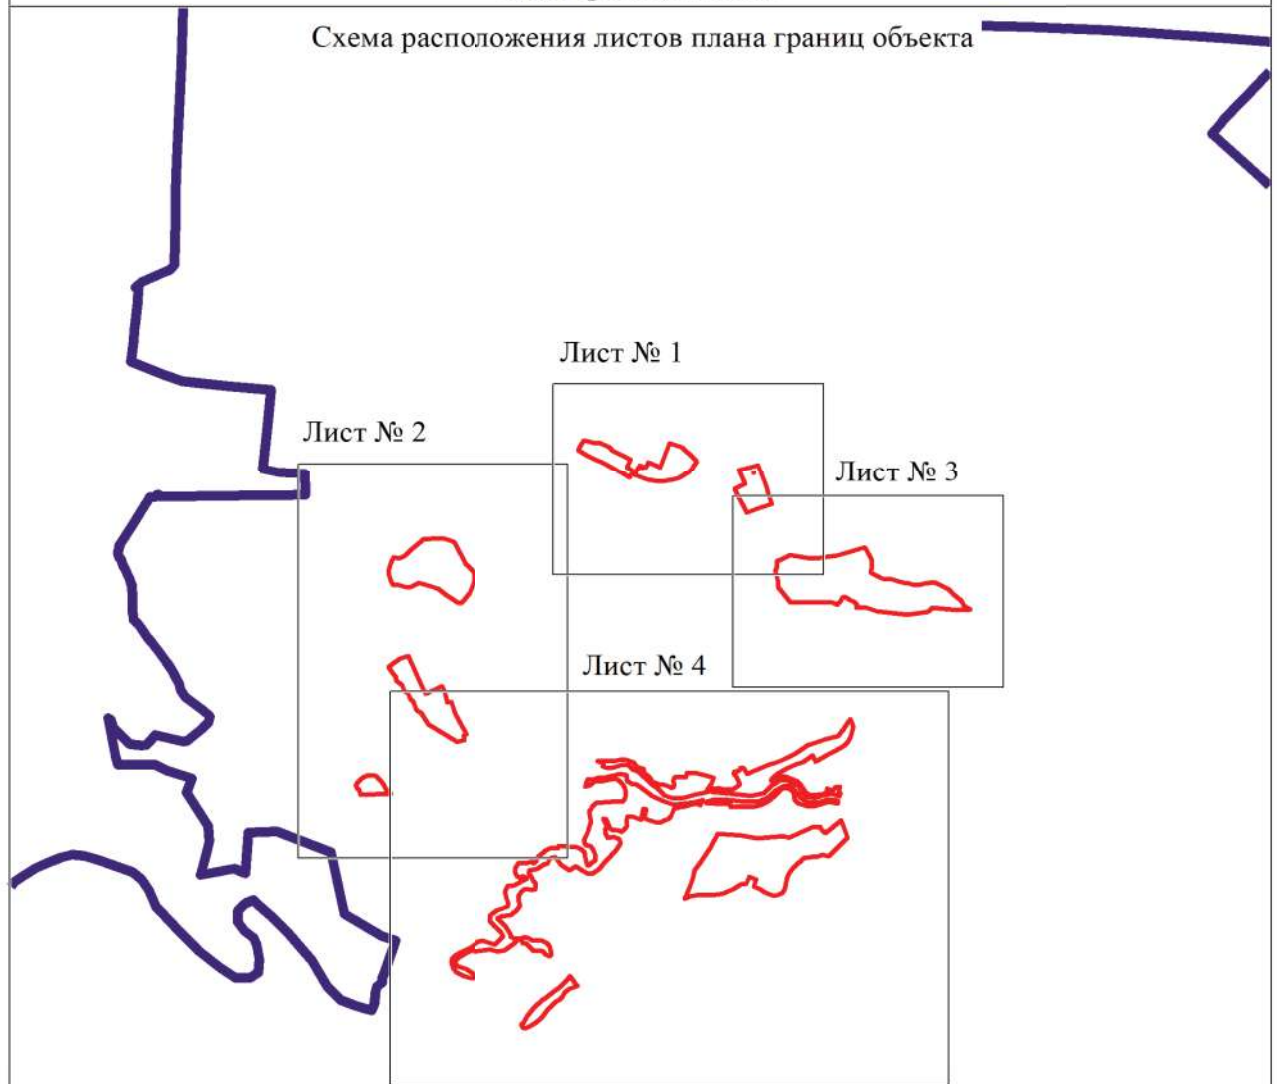 Схема расположения листов плана границ объекта
Лист № 1
Лист № 2
Лист № 3
Лист № 4